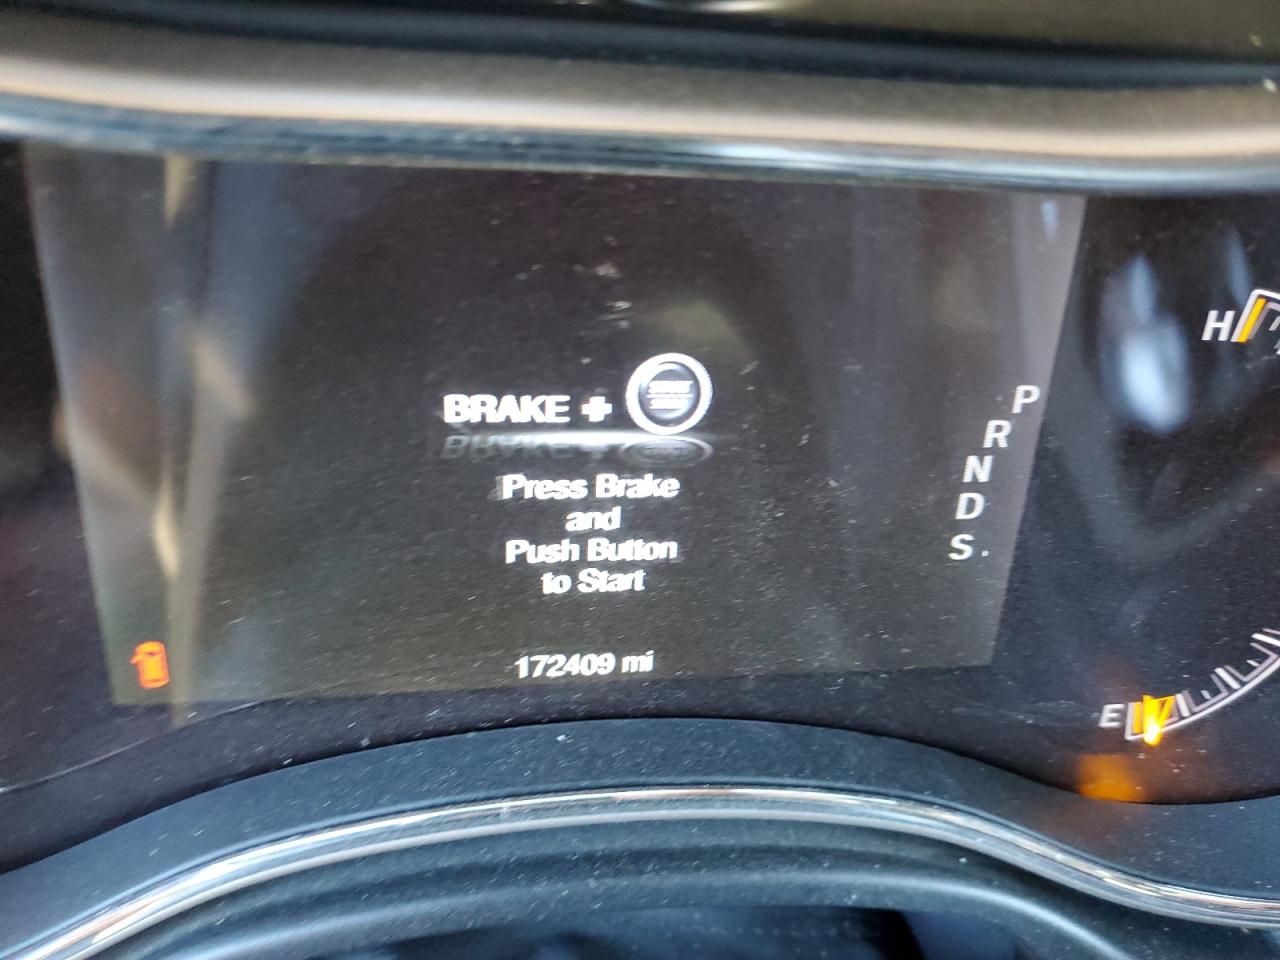 BRAKE +
Press Brake
and
Push Button
to Start
172409 mi
P
R
N
D
S
H
E